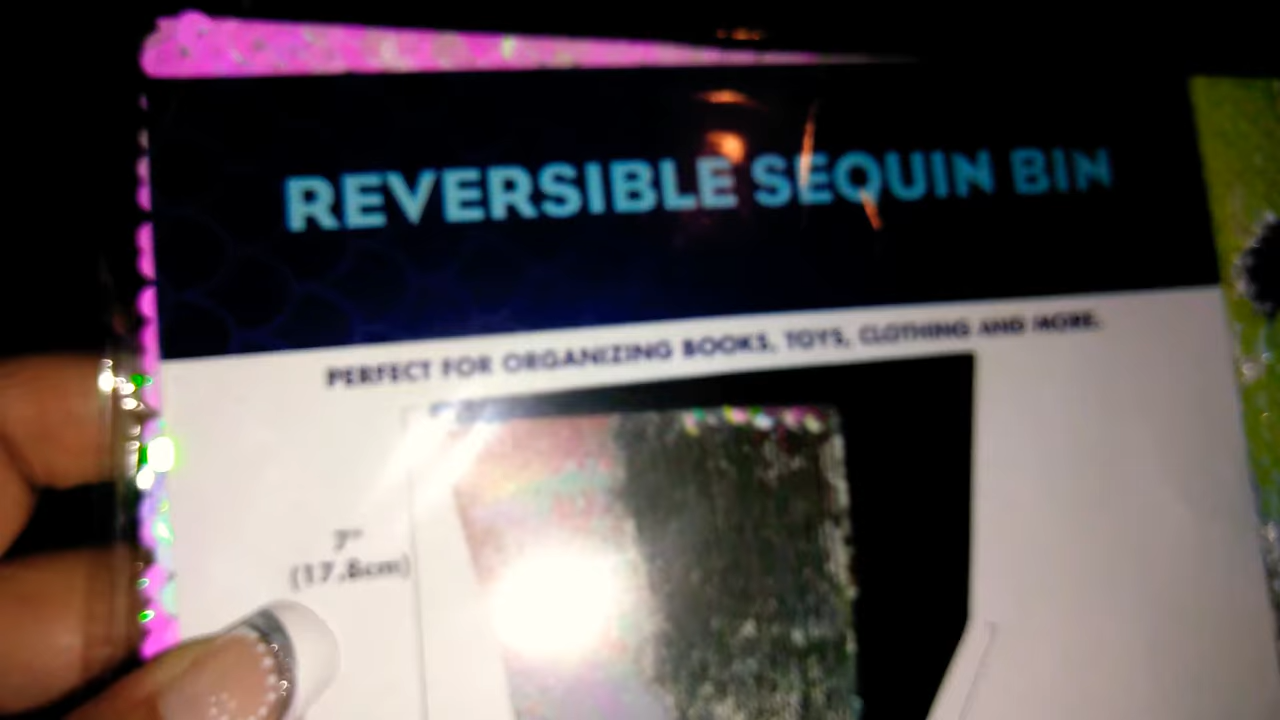 REVERSIBLE SEQUIN BIN
PERFECT FOR ORGANIZING BOOKS, TOYS, CLOTHING AND MORE.
7"
(17.8cm)